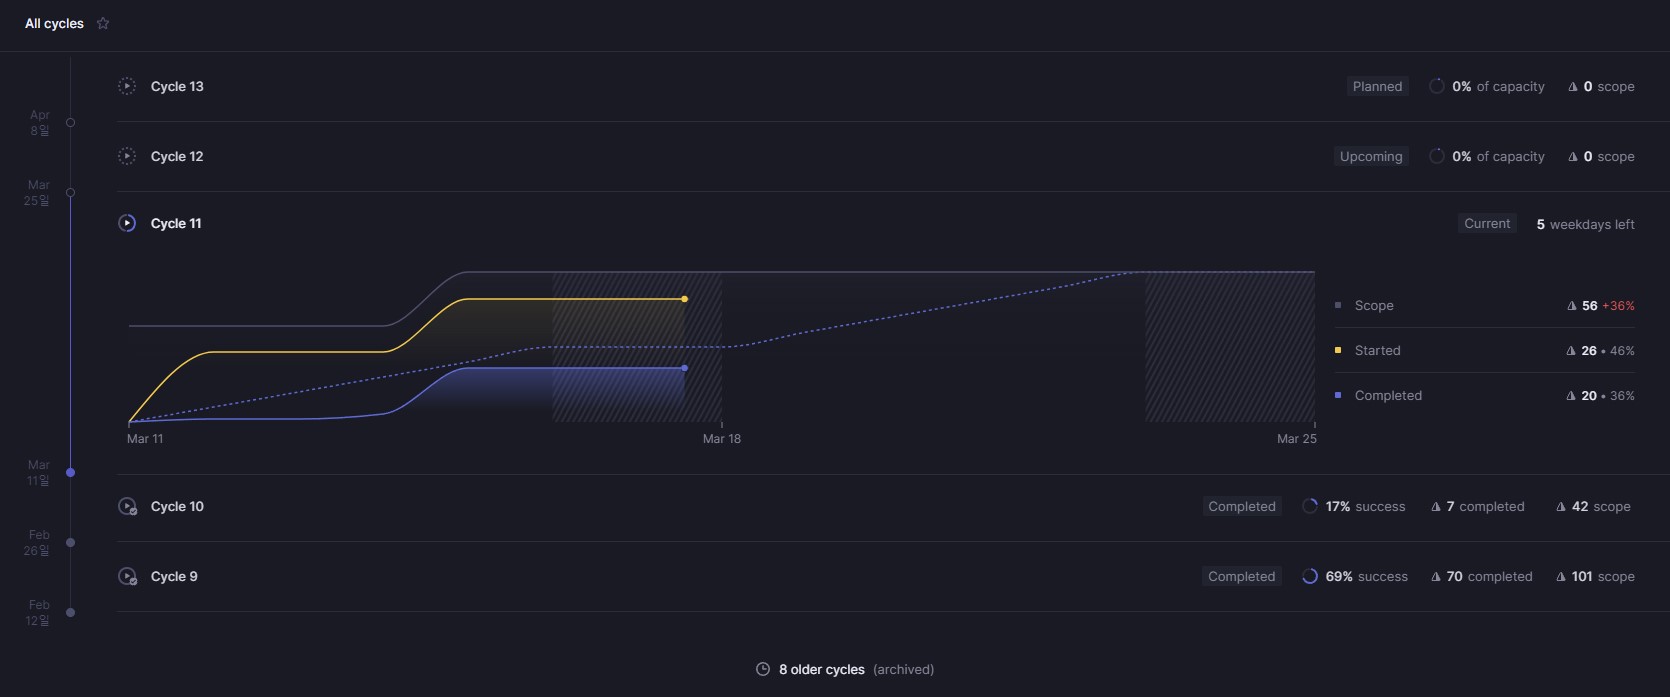 All cycles
Cycle 13 Planned 0% of capacity 0 scope
Apr
8일
Cycle 12 Upcoming 0% of capacity 0 scope
Mar
25일
Cycle 11 Current 5 weekdays left
Scope 56 +36%
Started 26 • 46%
Completed 20 • 36%
Mar 11 Mar 18 Mar 25
Mar
11일
Cycle 10 Completed 17% success 7 completed 42 scope
Feb
26일
Cycle 9 Completed 69% success 70 completed 101 scope
Feb
12일
8 older cycles (archived)